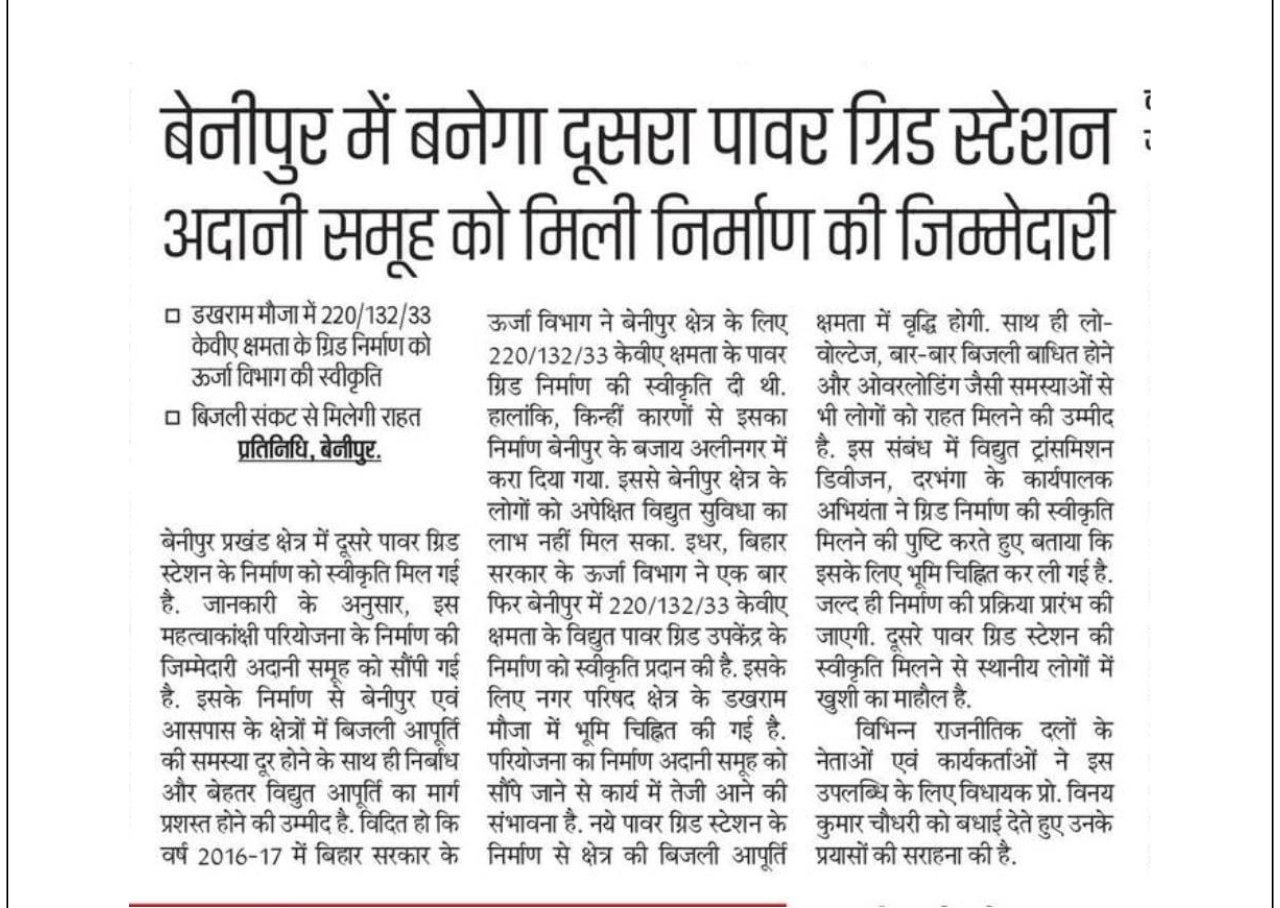 बेनीपुर में बनेगा दूसरा पावर ग्रिड स्टेशन
अदानी समूह को मिली निर्माण की जिम्मेदारी
□ डखराम मौजा में 220/132/33
केवीए क्षमता के ग्रिड निर्माण को
ऊर्जा विभाग की स्वीकृति
□ बिजली संकट से मिलेगी राहत
प्रतिनिधि, बेनीपुर.
बेनीपुर प्रखंड क्षेत्र में दूसरे पावर ग्रिड
स्टेशन के निर्माण को स्वीकृति मिल गई
है. जानकारी के अनुसार, इस
महत्वाकांक्षी परियोजना के निर्माण की
जिम्मेदारी अदानी समूह को सौंपी गई
है. इसके निर्माण से बेनीपुर एवं
आसपास के क्षेत्रों में बिजली आपूर्ति
की समस्या दूर होने के साथ ही निर्बाध
और बेहतर विद्युत आपूर्ति का मार्ग
प्रशस्त होने की उम्मीद है. विदित हो कि
वर्ष 2016-17 में बिहार सरकार के
ऊर्जा विभाग ने बेनीपुर क्षेत्र के लिए
220/132/33 केवीए क्षमता के पावर
ग्रिड निर्माण की स्वीकृति दी थी.
हालांकि, किन्हीं कारणों से इसका
निर्माण बेनीपुर के बजाय अलीनगर में
करा दिया गया. इससे बेनीपुर क्षेत्र के
लोगों को अपेक्षित विद्युत सुविधा का
लाभ नहीं मिल सका. इधर, बिहार
सरकार के ऊर्जा विभाग ने एक बार
फिर बेनीपुर में 220/132/33 केवीए
क्षमता के विद्युत पावर ग्रिड उपकेंद्र के
निर्माण को स्वीकृति प्रदान की है. इसके
लिए नगर परिषद क्षेत्र के डखराम
मौजा में भूमि चिह्नित की गई है.
परियोजना का निर्माण अदानी समूह को
सौंपे जाने से कार्य में तेजी आने की
संभावना है. नये पावर ग्रिड स्टेशन के
निर्माण से क्षेत्र की बिजली आपूर्ति
क्षमता में वृद्धि होगी. साथ ही लो-
वोल्टेज, बार-बार बिजली बाधित होने
और ओवरलोडिंग जैसी समस्याओं से
भी लोगों को राहत मिलने की उम्मीद
है. इस संबंध में विद्युत ट्रांसमिशन
डिवीजन, दरभंगा के कार्यपालक
अभियंता ने ग्रिड निर्माण की स्वीकृति
मिलने की पुष्टि करते हुए बताया कि
इसके लिए भूमि चिह्नित कर ली गई है.
जल्द ही निर्माण की प्रक्रिया प्रारंभ की
जाएगी. दूसरे पावर ग्रिड स्टेशन की
स्वीकृति मिलने से स्थानीय लोगों में
खुशी का माहौल है.
विभिन्न राजनीतिक दलों के
नेताओं एवं कार्यकर्ताओं ने इस
उपलब्धि के लिए विधायक प्रो. विनय
कुमार चौधरी को बधाई देते हुए उनके
प्रयासों की सराहना की है.